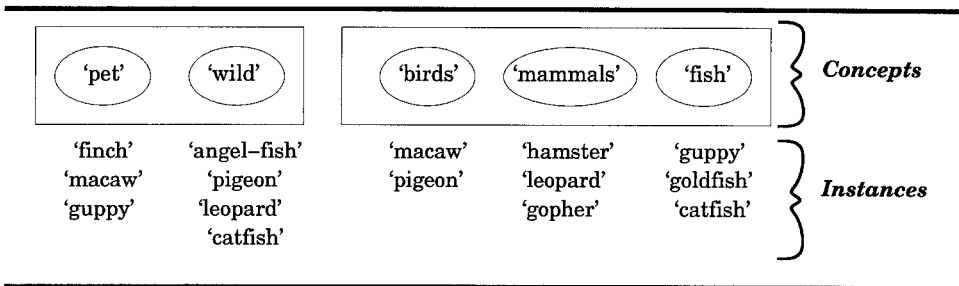 ‘pet’ ‘wild’ ‘birds’ ‘mammals’ ‘fish’ Concepts
‘finch’ ‘angel–fish’ ‘macaw’ ‘hamster’ ‘guppy’
‘macaw’ ‘pigeon’ ‘pigeon’ ‘leopard’ ‘goldfish’ Instances
‘guppy’ ‘leopard’ ‘gopher’ ‘catfish’
‘catfish’